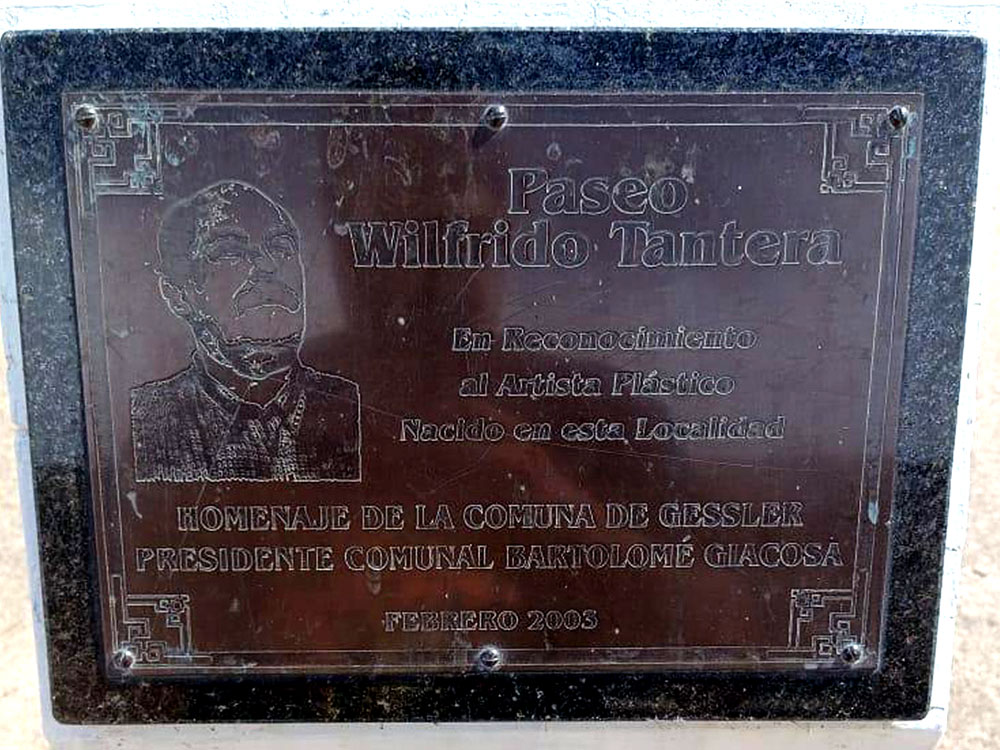 Paseo
Wilfrido Tantera
En Reconocimiento
al Artista Plástico
Nacido en esta Localidad
HOMENAJE DE LA COMUNA DE GESSLER
PRESIDENTE COMUNAL BARTOLOMÉ GIACOSA
FEBRERO 2003